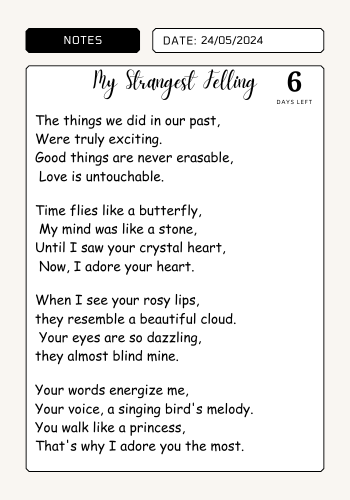 NOTES
DATE: 24/05/2024
My Strangest Felling
6
DAYS LEFT
The things we did in our past,
Were truly exciting.
Good things are never erasable,
Love is untouchable.
Time flies like a butterfly,
My mind was like a stone,
Until I saw your crystal heart,
Now, I adore your heart.
When I see your rosy lips,
they resemble a beautiful cloud.
Your eyes are so dazzling,
they almost blind mine.
Your words energize me,
Your voice, a singing bird's melody.
You walk like a princess,
That's why I adore you the most.